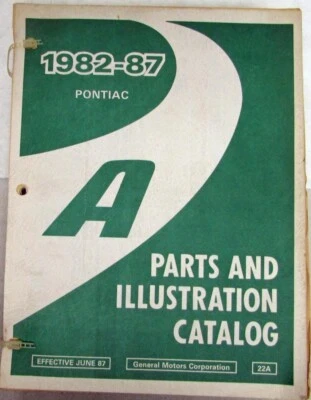 1982-87
PONTIAC
A
PARTS AND
ILLUSTRATION
CATALOG
EFFECTIVE JUNE 87
General Motors Corporation
22A